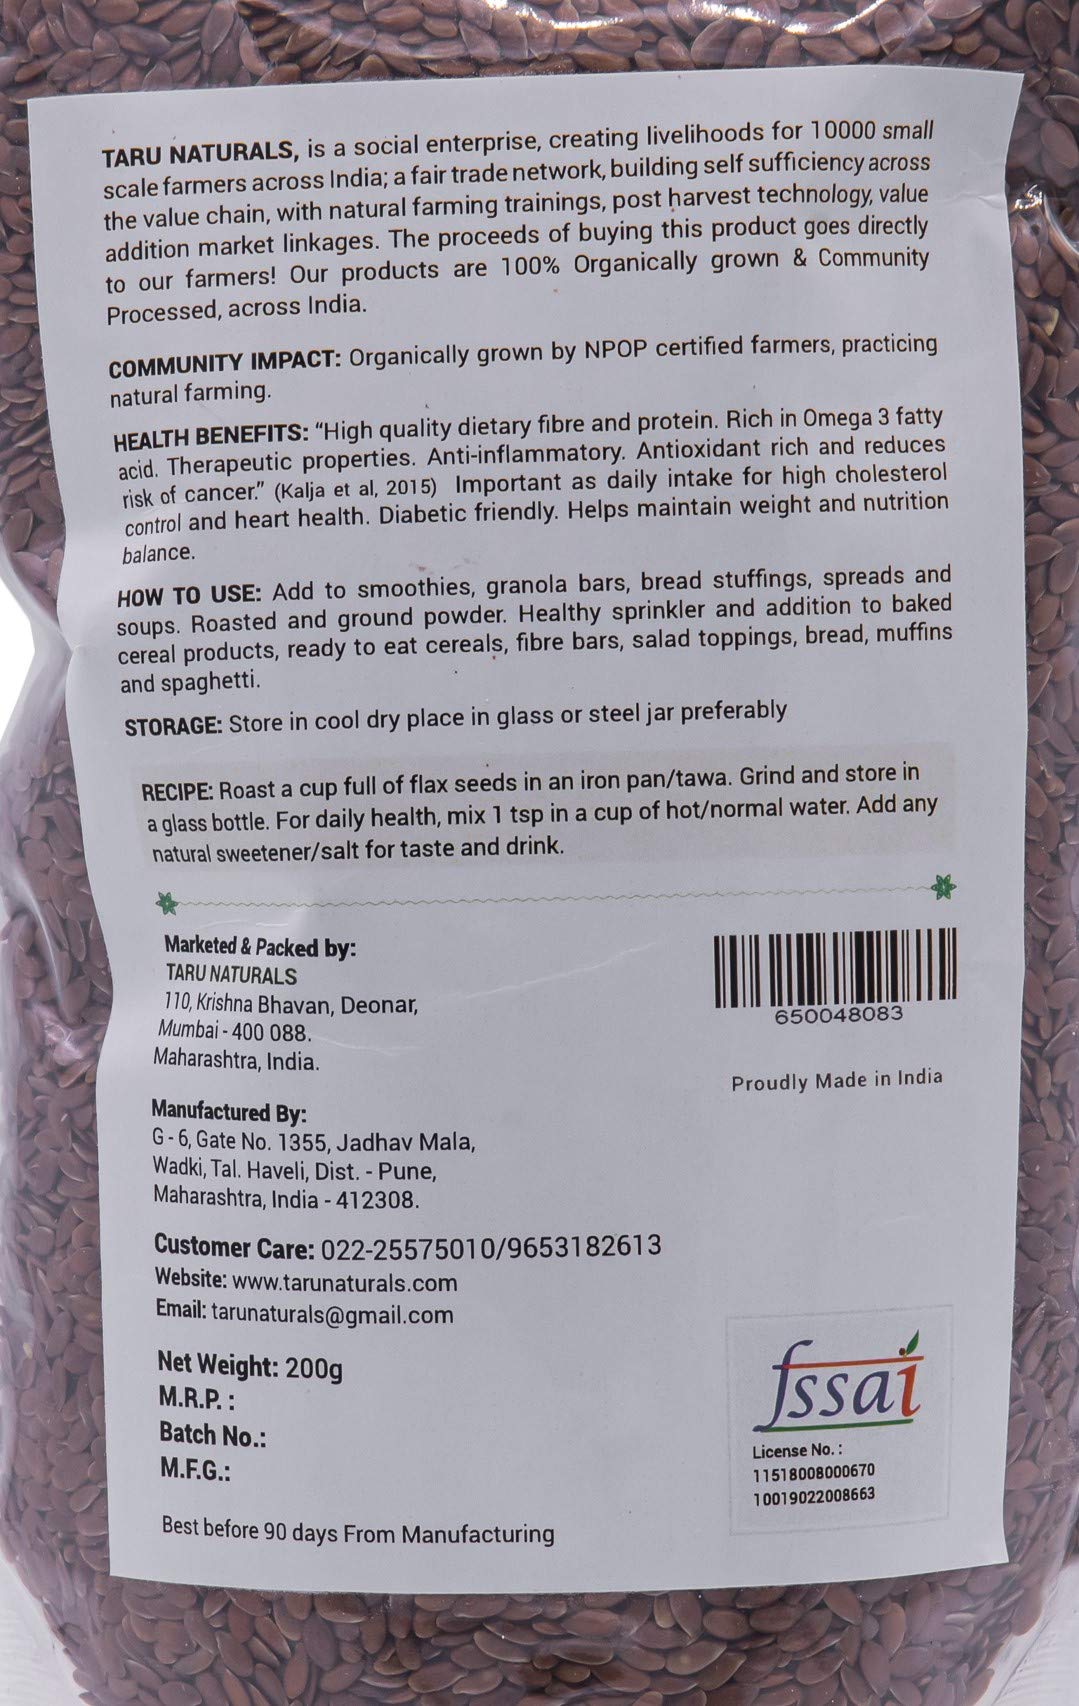 TARU NATURALS, is a social enterprise, creating livelihoods for 10000 small
scale farmers across India; a fair trade network, building self sufficiency across
the value chain, with natural farming trainings, post harvest technology, value
addition market linkages. The proceeds of buying this product goes directly
to our farmers! Our products are 100% Organically grown & Community
Processed, across India.
COMMUNITY IMPACT: Organically grown by NPOP certified farmers, practicing
natural farming.
HEALTH BENEFITS: “High quality dietary fibre and protein. Rich in Omega 3 fatty
acid. Therapeutic properties. Anti-inflammatory. Antioxidant rich and reduces
risk of cancer.” (Kalja et al, 2015) Important as daily intake for high cholesterol
control and heart health. Diabetic friendly. Helps maintain weight and nutrition
balance.
HOW TO USE: Add to smoothies, granola bars, bread stuffings, spreads and
soups. Roasted and ground powder. Healthy sprinkler and addition to baked
cereal products, ready to eat cereals, fibre bars, salad toppings, bread, muffins
and spaghetti.
STORAGE: Store in cool dry place in glass or steel jar preferably
RECIPE: Roast a cup full of flax seeds in an iron pan/tawa. Grind and store in
a glass bottle. For daily health, mix 1 tsp in a cup of hot/normal water. Add any
natural sweetener/salt for taste and drink.
Marketed & Packed by:
TARU NATURALS
110, Krishna Bhavan, Deonar,
Mumbai - 400 088.
Maharashtra, India.
650048083
Proudly Made in India
Manufactured By:
G - 6, Gate No. 1355, Jadhav Mala,
Wadki, Tal. Haveli, Dist. - Pune,
Maharashtra, India - 412308.
Customer Care: 022-25575010/9653182613
Website: www.tarunaturals.com
Email: tarunaturals@gmail.com
Net Weight: 200g
M.R.P. :
Batch No.:
M.F.G.:
Best before 90 days From Manufacturing
fssai
License No. :
11518008000670
10019022008663